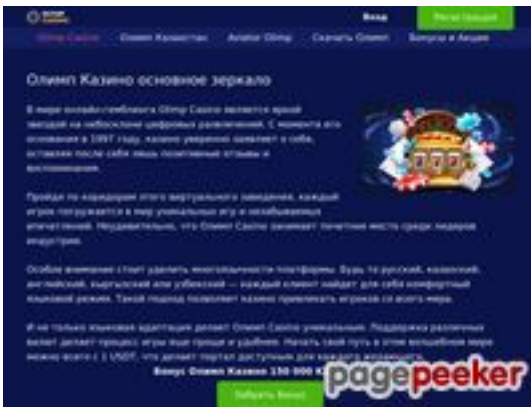 Вход
Регистрация
Olimp Casino Олимп Казахстан Aviator Olimp Скачать Олимп Бонусы и Акции
Олимп Казино основное зеркало
В мире онлайн-гемблинга Olimp Casino является яркой
звездой на небосклоне цифровых развлечений. С момента его
основания в 1997 году, казино уверенно заявляет о себе,
оставляя после себя лишь позитивные отзывы и
воспоминания.
Пройдя по коридорам этого виртуального заведения, каждый
игрок погружается в мир уникальных игр и незабываемых
впечатлений. Неудивительно, что Олимп Casino занимает почетное место среди лидеров
индустрии.
Особое внимание стоит уделить многоязычности платформы. Будь то русский, казахский,
английский, кыргызский или узбекский — каждый клиент найдет для себя комфортный
языковой режим. Такой подход позволяет казино привлекать игроков со всего мира.
И не только языковая адаптация делает Олимп Casino уникальным. Поддержка различных
валют делает процесс игры еще проще и удобнее. Начать свой путь в этом волшебном мире
можно всего с 1 USDT, что делает портал доступным для каждого желающего.
Бонус Олимп Казино 150 000
Забрать Бонус
pagepeeker